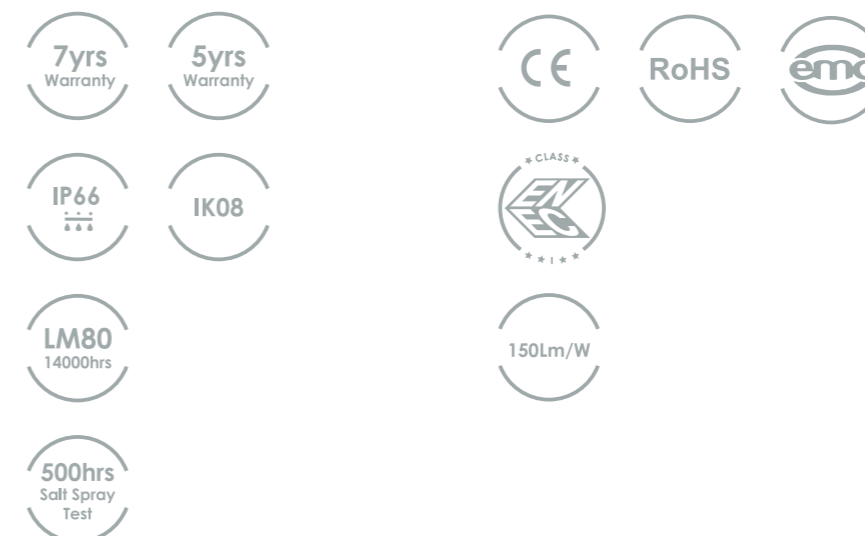 7yrs
Warranty
5yrs
Warranty
CE
RoHS
emc
IP66
IK08
CLASS
EN
EC
I
LM80
14000hrs
150Lm/W
500hrs
Salt Spray
Test